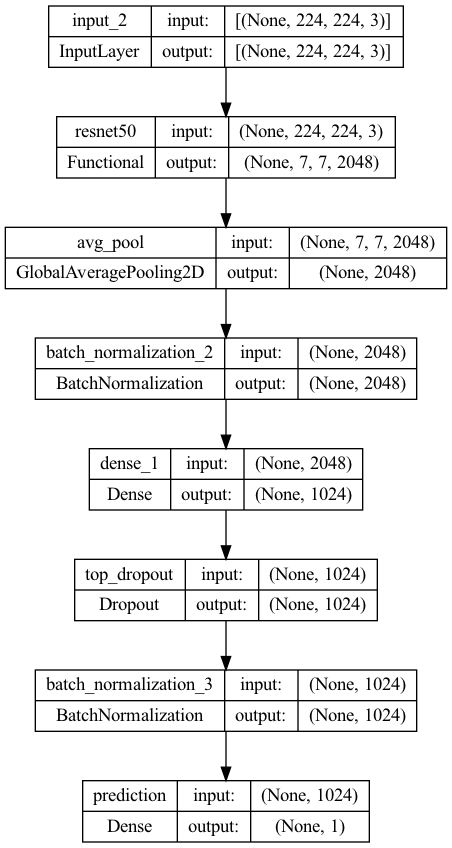 input_2 input: [(None, 224, 224, 3)]
InputLayer output: [(None, 224, 224, 3)]
resnet50 input: (None, 224, 224, 3)
Functional output: (None, 7, 7, 2048)
avg_pool input: (None, 7, 7, 2048)
GlobalAveragePooling2D output: (None, 2048)
batch_normalization_2 input: (None, 2048)
BatchNormalization output: (None, 2048)
dense_1 input: (None, 2048)
Dense output: (None, 1024)
top_dropout input: (None, 1024)
Dropout output: (None, 1024)
batch_normalization_3 input: (None, 1024)
BatchNormalization output: (None, 1024)
prediction input: (None, 1024)
Dense output: (None, 1)